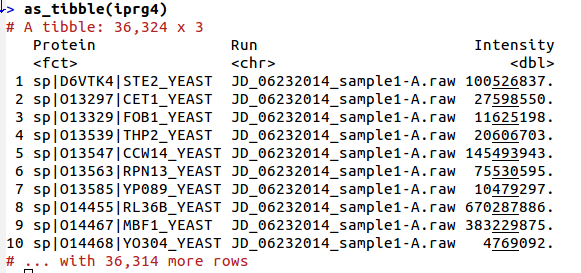 > as_tibble(iprg4)
# A tibble: 36,324 x 3
Protein Run Intensity
<fct> <chr> <dbl>
1 sp|D6VTK4|STE2_YEAST JD_06232014_sample1-A.raw 100526837.
2 sp|O13297|CET1_YEAST JD_06232014_sample1-A.raw 27598550.
3 sp|O13329|FOB1_YEAST JD_06232014_sample1-A.raw 11625198.
4 sp|O13539|THP2_YEAST JD_06232014_sample1-A.raw 20606703.
5 sp|O13547|CCW14_YEAST JD_06232014_sample1-A.raw 145493943.
6 sp|O13563|RPN13_YEAST JD_06232014_sample1-A.raw 75530595.
7 sp|O13585|YP089_YEAST JD_06232014_sample1-A.raw 10479297.
8 sp|O14455|RL36B_YEAST JD_06232014_sample1-A.raw 670287886.
9 sp|O14467|MBF1_YEAST JD_06232014_sample1-A.raw 383229875.
10 sp|O14468|YO304_YEAST JD_06232014_sample1-A.raw 4769092.
# ... with 36,314 more rows